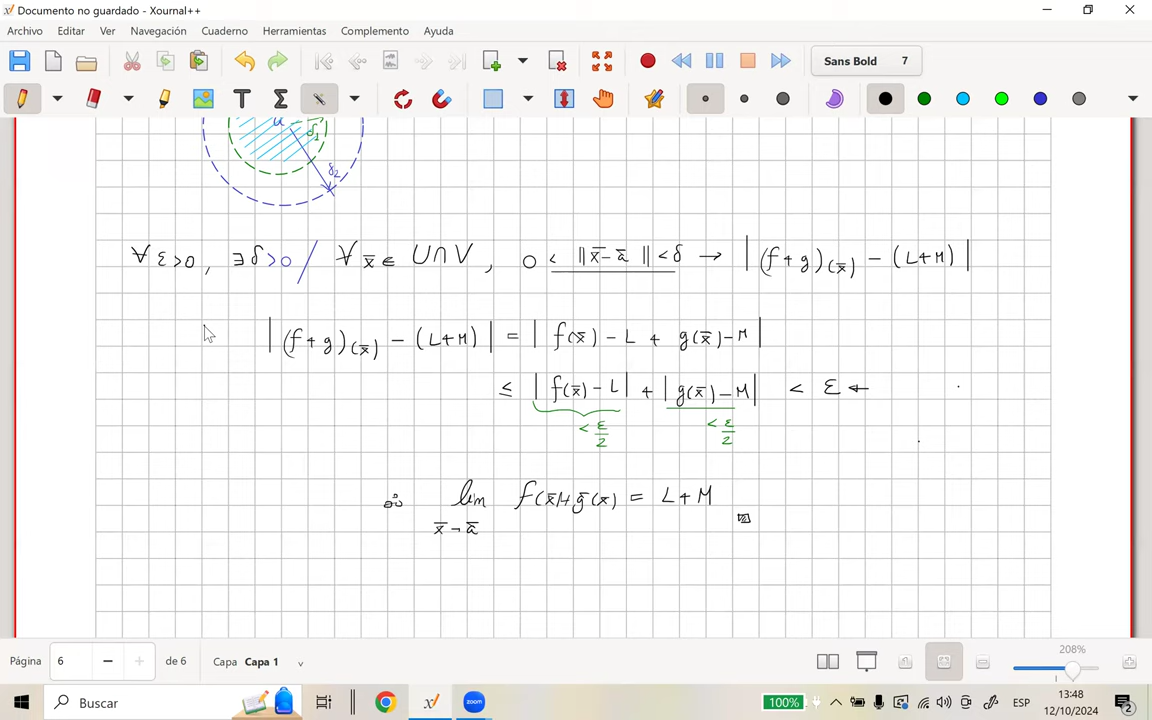 Documento no guardado - Xournal++
Archivo Editar Ver Navegación Cuaderno Herramientas Complemento Ayuda
Sans Bold 7
a δ₁
δ₂
∀ ε>0, ∃δ>0 / ∀ x̄ ∈ U∩V, 0 < ‖x̄-ā‖ < δ → |(f+g)(x̄) - (L+M)|
|(f+g)(x̄) - (L+M)| = |f(x̄) - L + g(x̄) - M|
≤ |f(x̄) - L| + |g(x̄) - M| < ε ←
< ε/2 < ε/2
∴ lim f(x̄)+g(x̄) = L+M
x̄→ā
Página 6 de 6 Capa Capa 1 208%
Buscar 100% ESP 13:48
12/10/2024 2